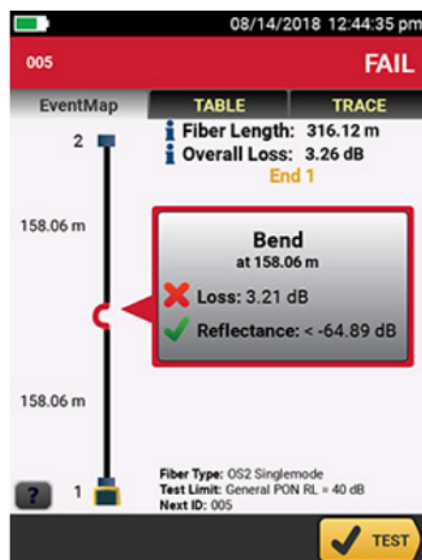 08/14/2018 12:44:35 pm
005 FAIL
EventMap TABLE TRACE
2
Fiber Length: 316.12 m
Overall Loss: 3.26 dB
End 1
158.06 m
Bend
at 158.06 m
Loss: 3.21 dB
Reflectance: < -64.89 dB
158.06 m
Fiber Type: OS2 Singlemode
Test Limit: General PON RL = 40 dB
Next ID: 005
? 1
TEST